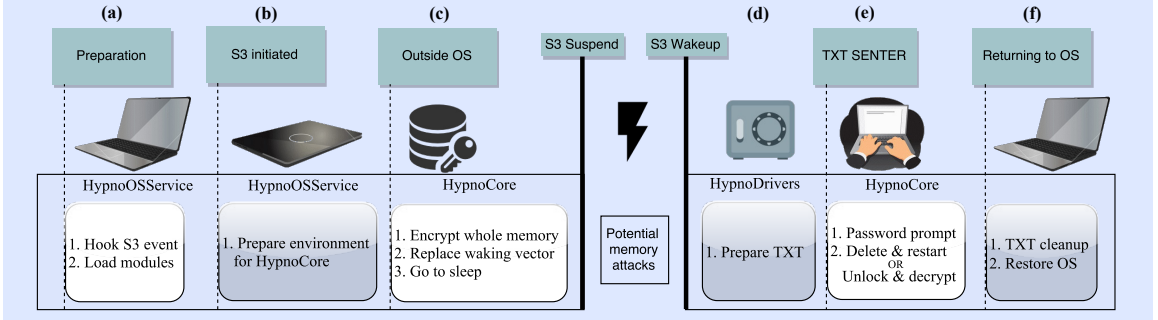 (a)
(b)
(c)
(d)
(e)
(f)
Preparation
S3 initiated
Outside OS
S3 Suspend
S3 Wakeup
TXT SENTER
Returning to OS
HypnoOSService
1. Hook S3 event
2. Load modules
HypnoOSService
1. Prepare environment
for HypnoCore
HypnoCore
1. Encrypt whole memory
2. Replace waking vector
3. Go to sleep
Potential
memory
attacks
HypnoDrivers
1. Prepare TXT
HypnoCore
1. Password prompt
2. Delete & restart
OR
Unlock & decrypt
1. TXT cleanup
2. Restore OS